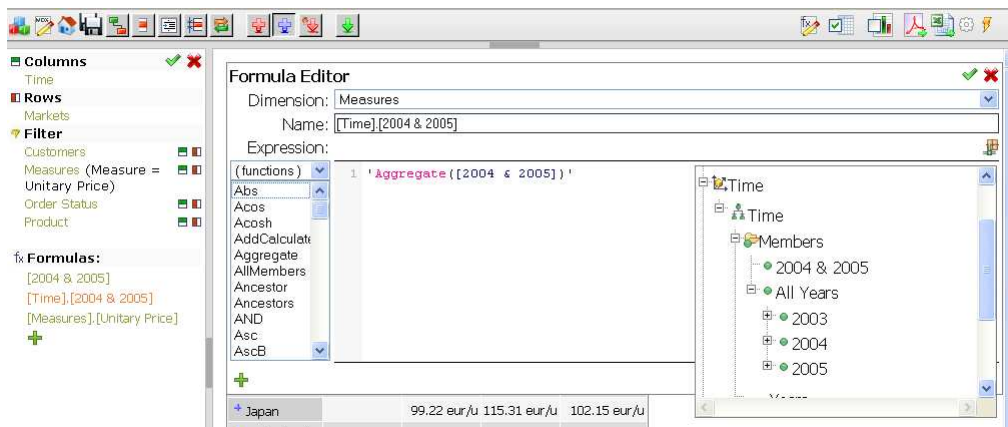 MDX
Columns
Time
Rows
Markets
Filter
Customers
Measures (Measure =
Unitary Price)
Order Status
Product
fx Formulas:
[2004 & 2005]
[Time].[2004 & 2005]
[Measures].[Unitary Price]
Formula Editor
Dimension: Measures
Name: [Time].[2004 & 2005]
Expression:
(functions)
Abs
Acos
Acosh
AddCalculate
Aggregate
AllMembers
Ancestor
Ancestors
AND
Asc
AscB
1 'Aggregate([2004 & 2005])'
Time
Time
Members
2004 & 2005
All Years
2003
2004
2005
Years
Japan 99.22 eur/u 115.31 eur/u 102.15 eur/u